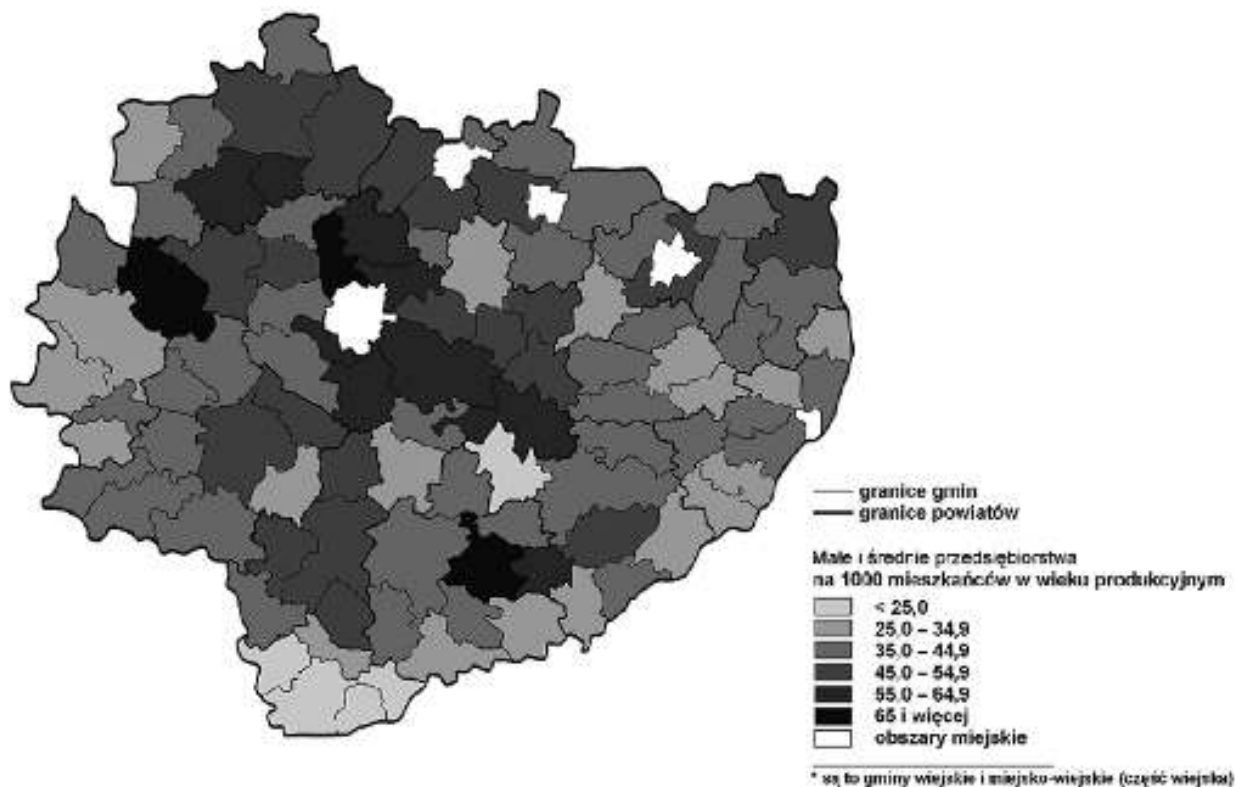 granice gmin
granice powiatów
Małe i średnie przedsiębiorstwa
na 1000 mieszkańców w wieku produkcyjnym
< 25,0
25,0 – 34,9
35,0 – 44,9
45,0 – 54,9
55,0 – 64,9
65 i więcej
obszary miejskie
* są to gminy wiejskie i miejsko-wiejskie (część wiejska)